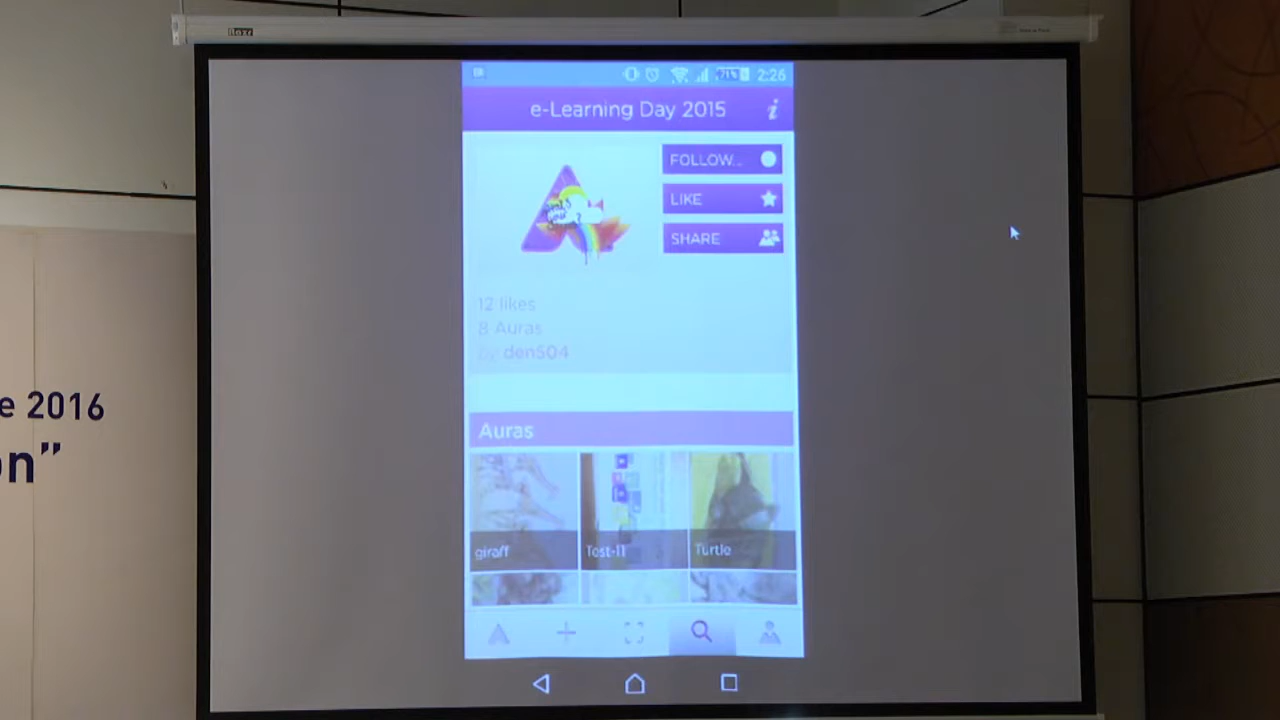 71% 2:26
e-Learning Day 2015
FOLLOW...
LIKE
SHARE
12 likes
8 Auras
by den504
Auras
giraff
Test-11
Turtle
e 2016
on”